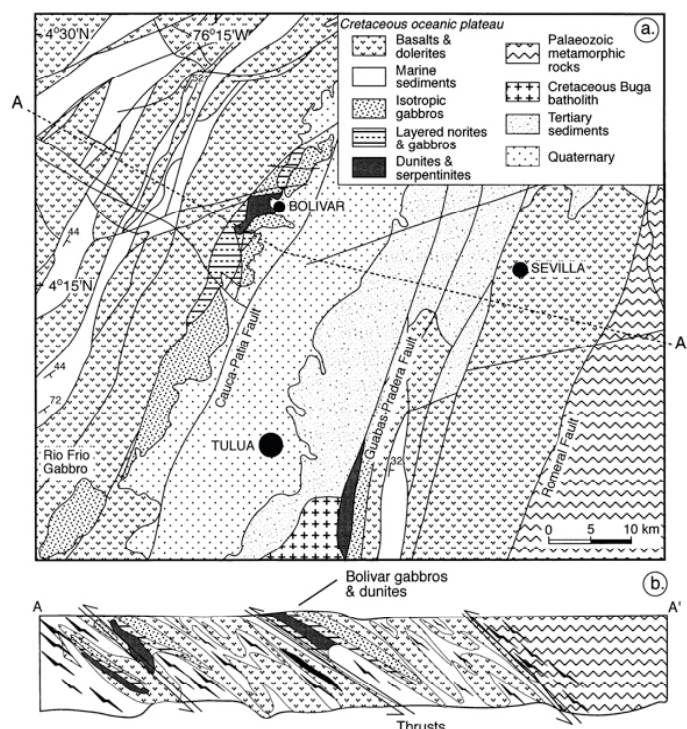 Cretaceous oceanic plateau
a.
Basalts &
dolerites
Marine
sediments
Isotropic
gabbros
Layered norites
& gabbros
Dunites &
serpentinites
Palaeozoic
metamorphic
rocks
Cretaceous Buga
batholith
Tertiary
sediments
Quaternary
4°30'N
76°15'W
52
A
BOLIVAR
44
4°15'N
SEVILLA
A
Cauca-Patia Fault
Guabas-Pradera Fault
44
72
TULUA
Romeral Fault
Rio Frio
Gabbro
32
0 5 10 km
b.
Bolivar gabbros
& dunites
A
A'
Thrusts